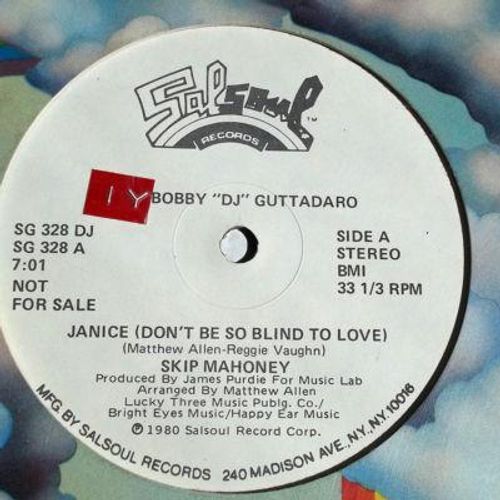 Salsoul TM
RECORDS
I Y
BOBBY "DJ" GUTTADARO
SG 328 DJ
SG 328 A
7:01
NOT
FOR SALE
SIDE A
STEREO
BMI
33 1/3 RPM
JANICE (DON'T BE SO BLIND TO LOVE)
(Matthew Allen-Reggie Vaughn)
SKIP MAHONEY
Produced By James Purdie For Music Lab
Arranged By Matthew Allen
Lucky Three Music Publg. Co./
Bright Eyes Music/Happy Ear Music
℗ 1980 Salsoul Record Corp.
MFG. BY SALSOUL RECORDS 240 MADISON AVE., NY., NY. 10016